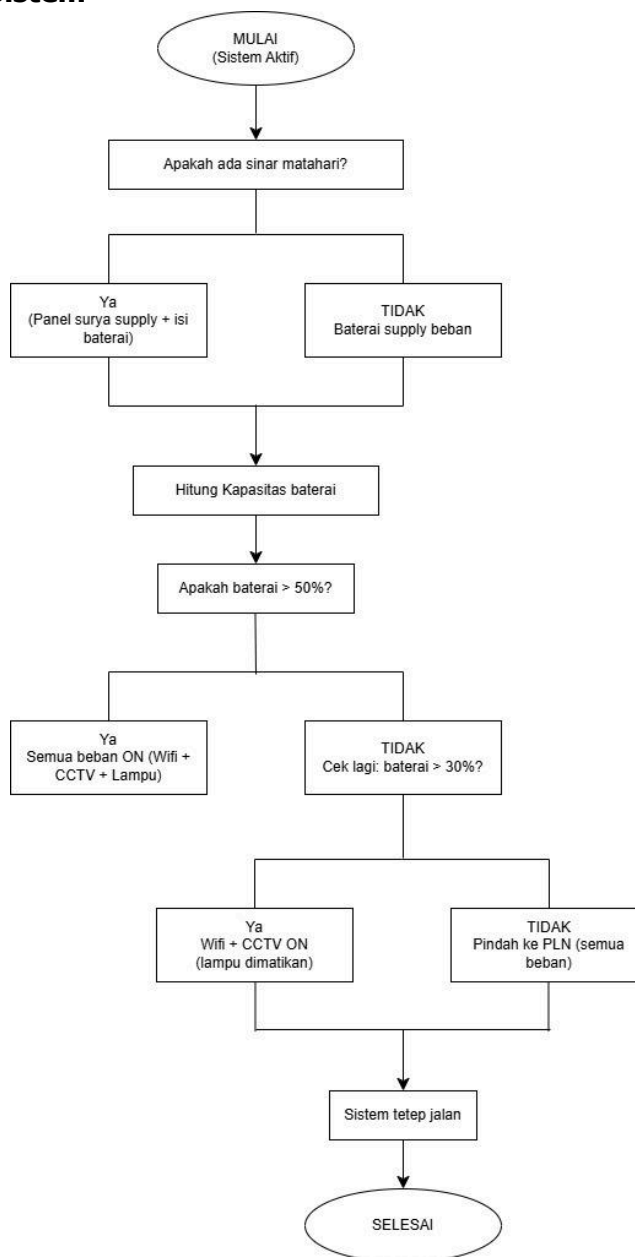 MULAI
(Sistem Aktif)
Apakah ada sinar matahari?
Ya
(Panel surya supply + isi
baterai)
TIDAK
Baterai supply beban
Hitung Kapasitas baterai
Apakah baterai > 50%?
Ya
Semua beban ON (Wifi +
CCTV + Lampu)
TIDAK
Cek lagi: baterai > 30%?
Ya
Wifi + CCTV ON
(lampu dimatikan)
TIDAK
Pindah ke PLN (semua
beban)
Sistem tetep jalan
SELESAI